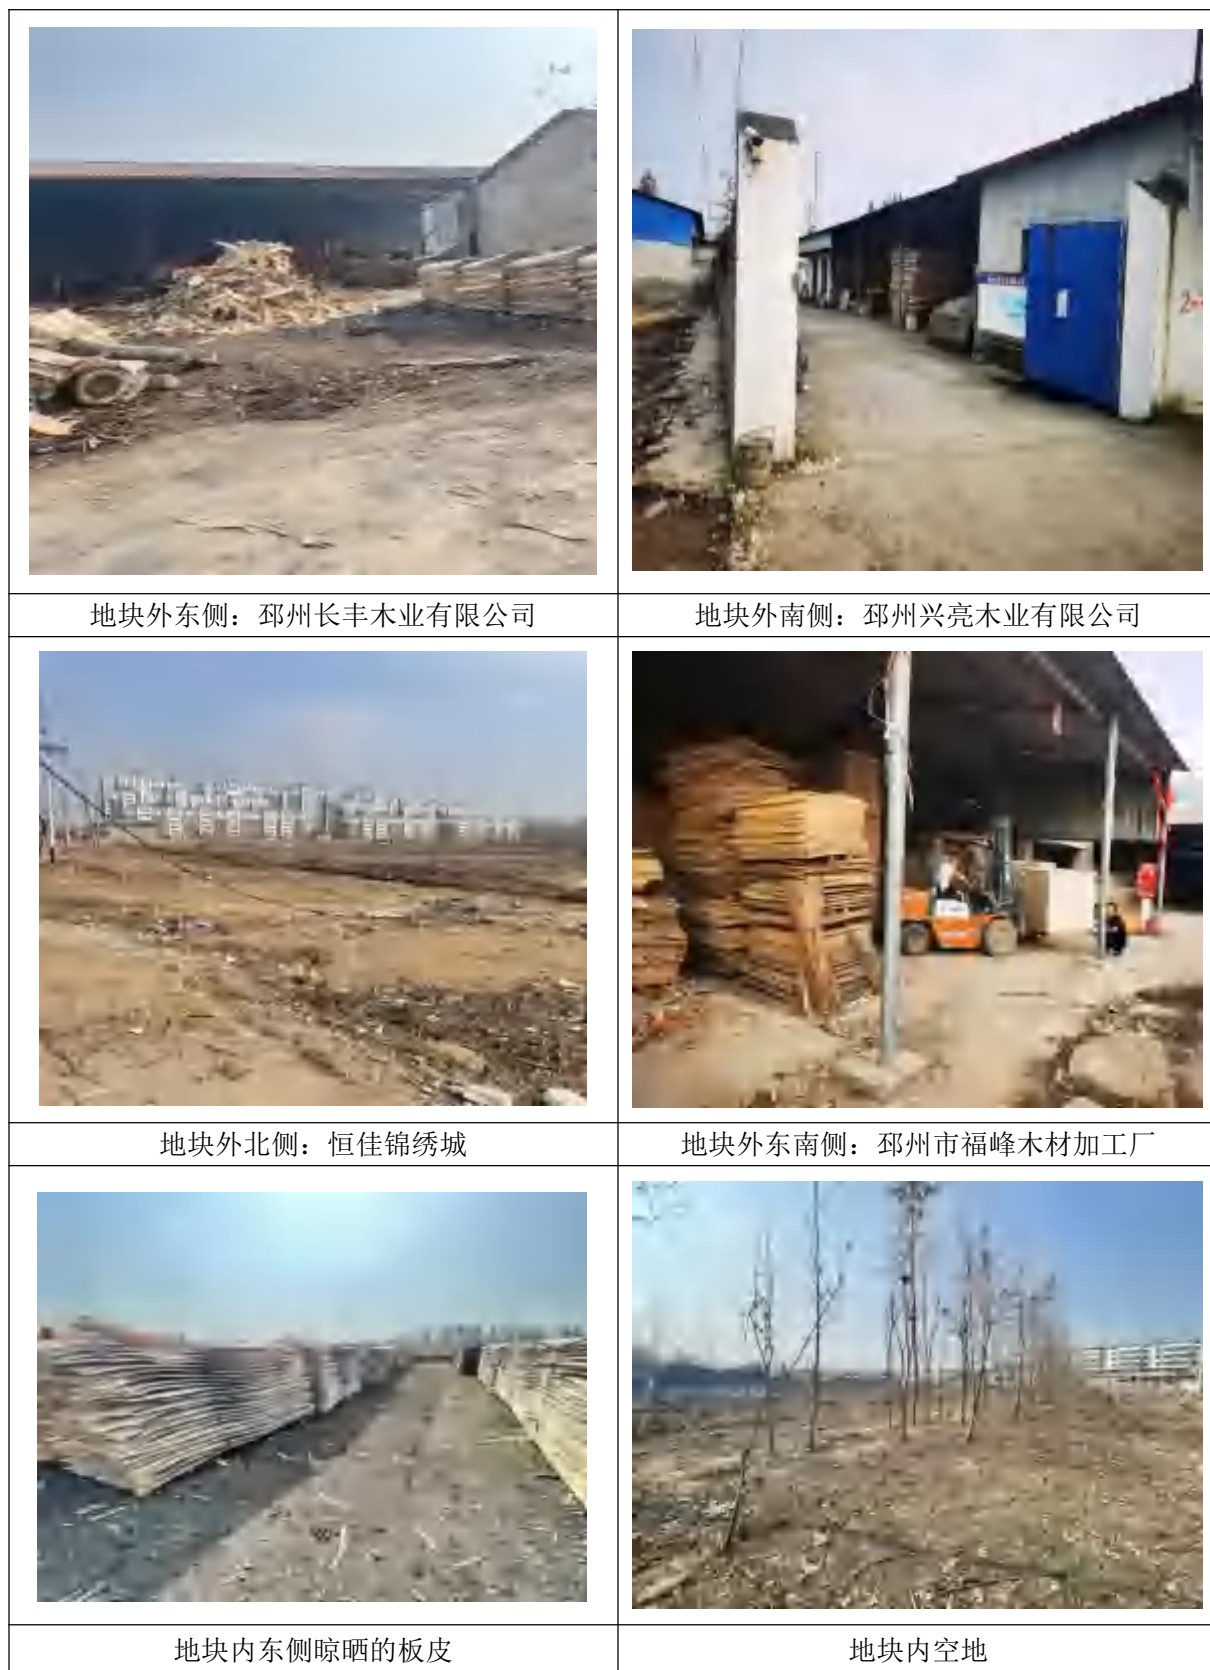 地块外东侧：邳州长丰木业有限公司
地块外南侧：邳州兴亮木业有限公司
地块外北侧：恒佳锦绣城
地块外东南侧：邳州市福峰木材加工厂
地块内东侧晾晒的板皮
地块内空地